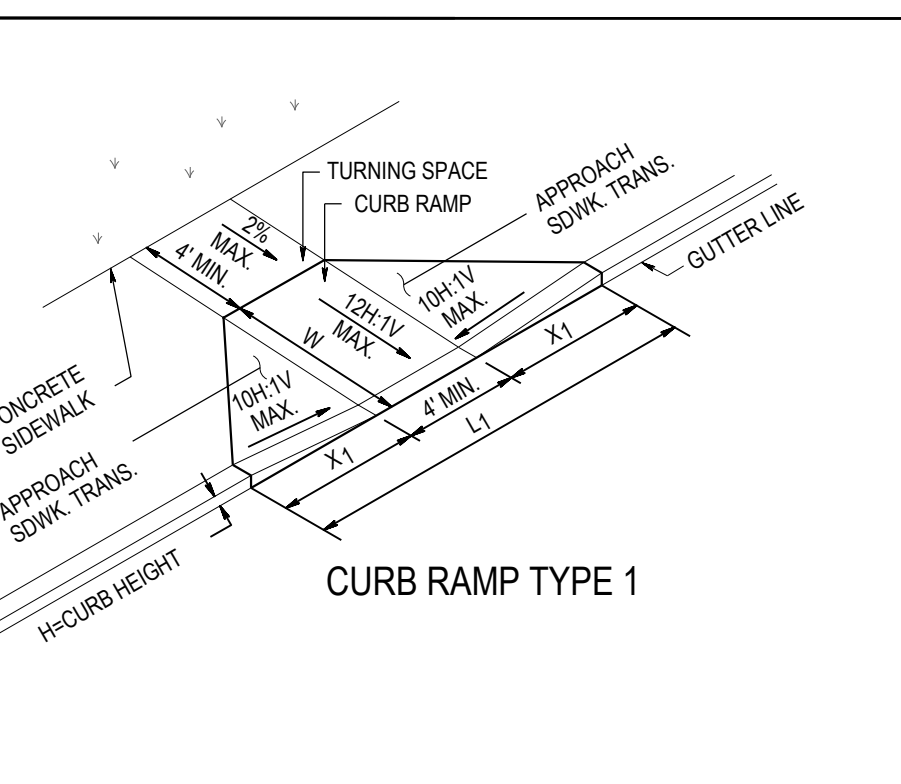 TURNING SPACE
CURB RAMP
APPROACH
SDWK. TRANS.
GUTTER LINE
2%
MAX.
4' MIN.
12H:1V
MAX.
10H:1V
MAX.
W
X1
4' MIN.
L1
X1
10H:1V
MAX.
ONCRETE
SIDEWALK
APPROACH
SDWK. TRANS.
H=CURB HEIGHT
CURB RAMP TYPE 1